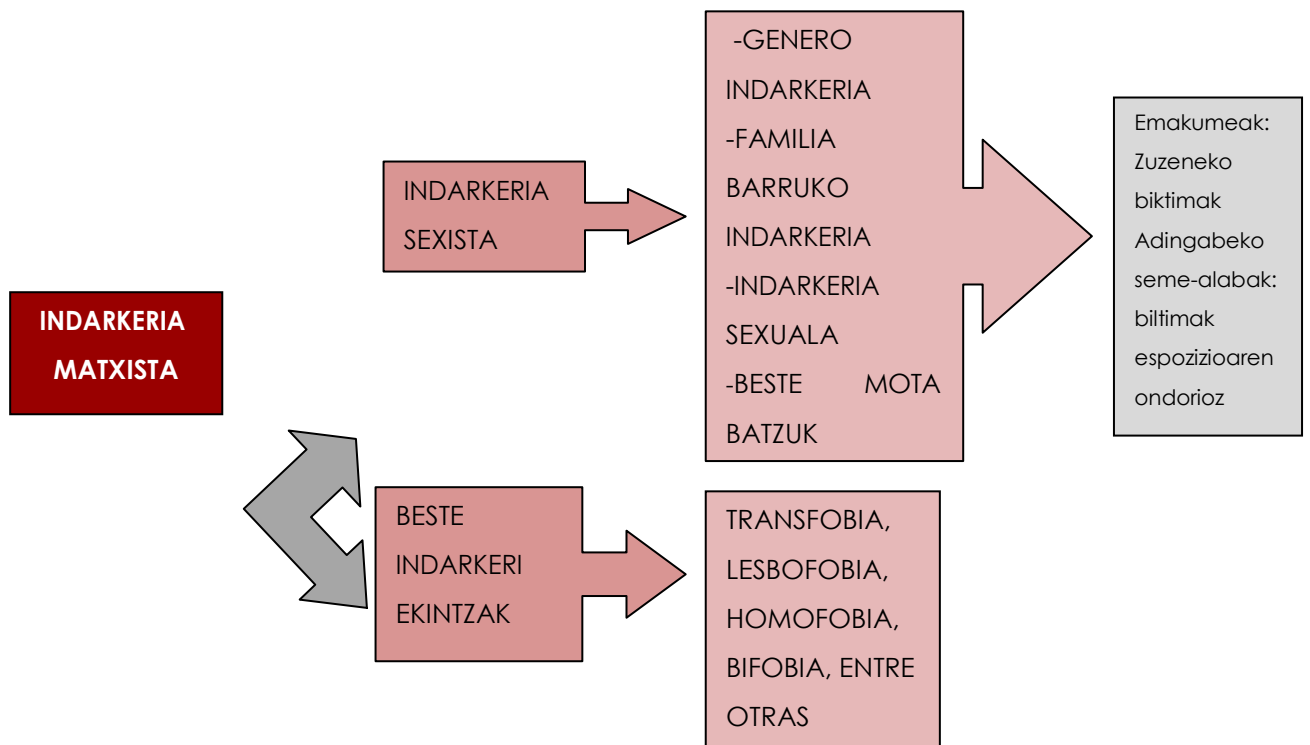 INDARKERIA
MATXISTA
INDARKERIA
SEXISTA
-GENERO
INDARKERIA
-FAMILIA
BARRUKO
INDARKERIA
-INDARKERIA
SEXUALA
-BESTE MOTA
BATZUK
Emakumeak:
Zuzeneko
biktimak
Adingabeko
seme-alabak:
biltimak
espozizioaren
ondorioz
BESTE
INDARKERI
EKINTZAK
TRANSFOBIA,
LESBOFOBIA,
HOMOFOBIA,
BIFOBIA, ENTRE
OTRAS